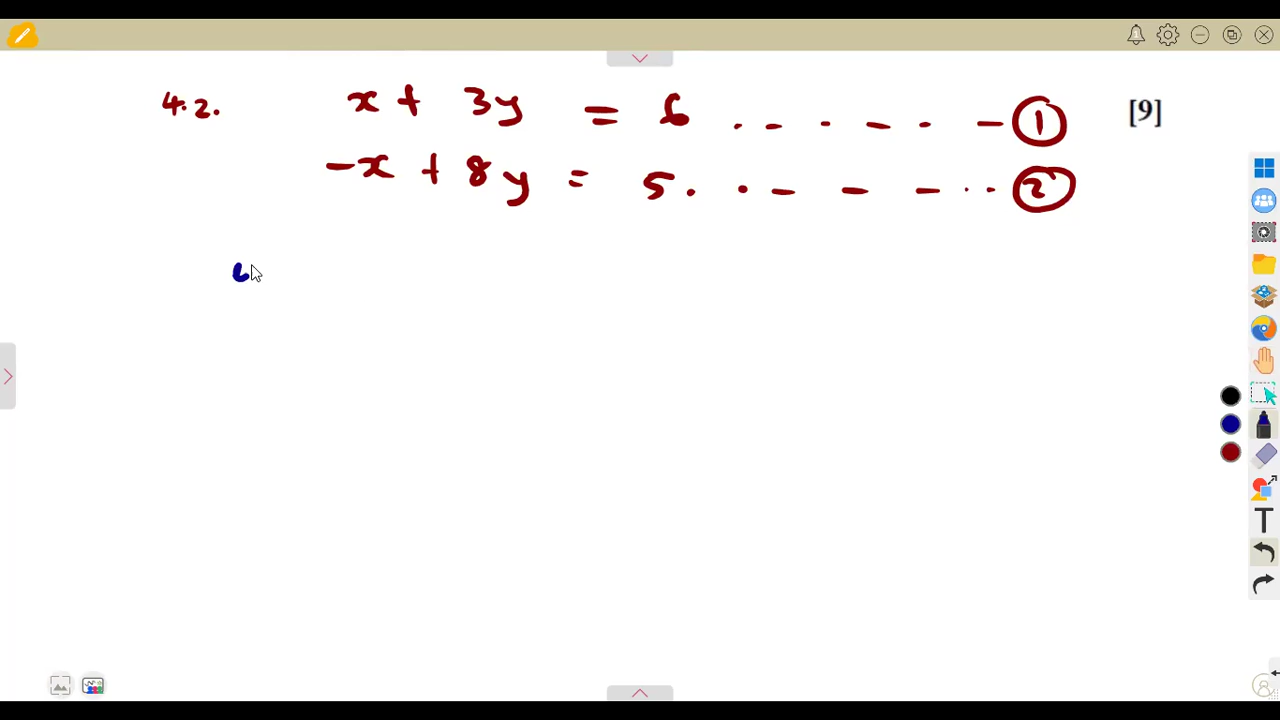 4.2. x + 3y = 6 . - . - . - ① [9]
-x + 8y = 5. . - - - . . ②
T